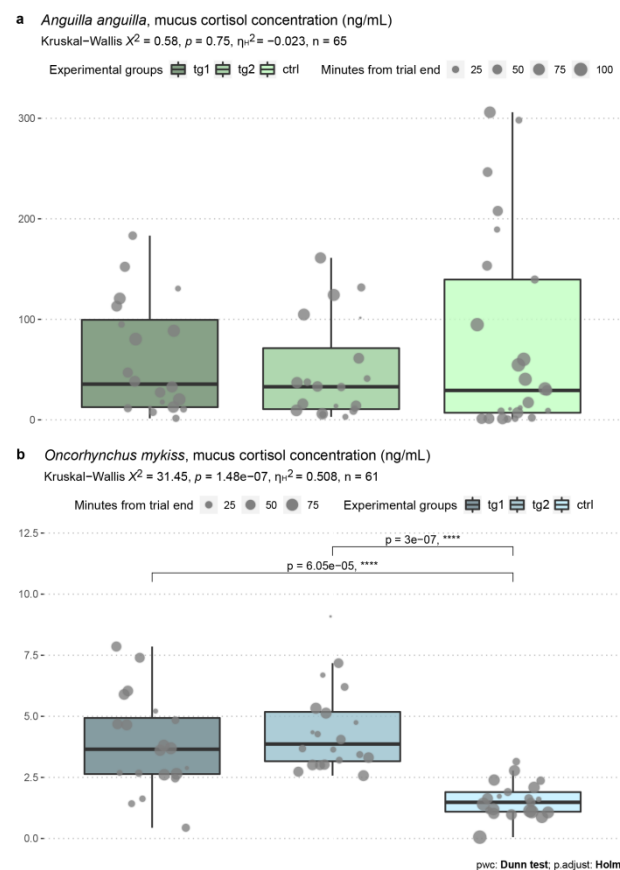 a Anguilla anguilla, mucus cortisol concentration (ng/mL)
Kruskal−Wallis X² = 0.58, p = 0.75, ηH² = −0.023, n = 65
Experimental groups tg1 tg2 ctrl Minutes from trial end 25 50 75 100
300
200
100
0
b Oncorhynchus mykiss, mucus cortisol concentration (ng/mL)
Kruskal−Wallis X² = 31.45, p = 1.48e−07, ηH² = 0.508, n = 61
Minutes from trial end 25 50 75 Experimental groups tg1 tg2 ctrl
12.5
p = 3e−07, ****
p = 6.05e−05, ****
10.0
7.5
5.0
2.5
0.0
pwc: Dunn test; p.adjust: Holm